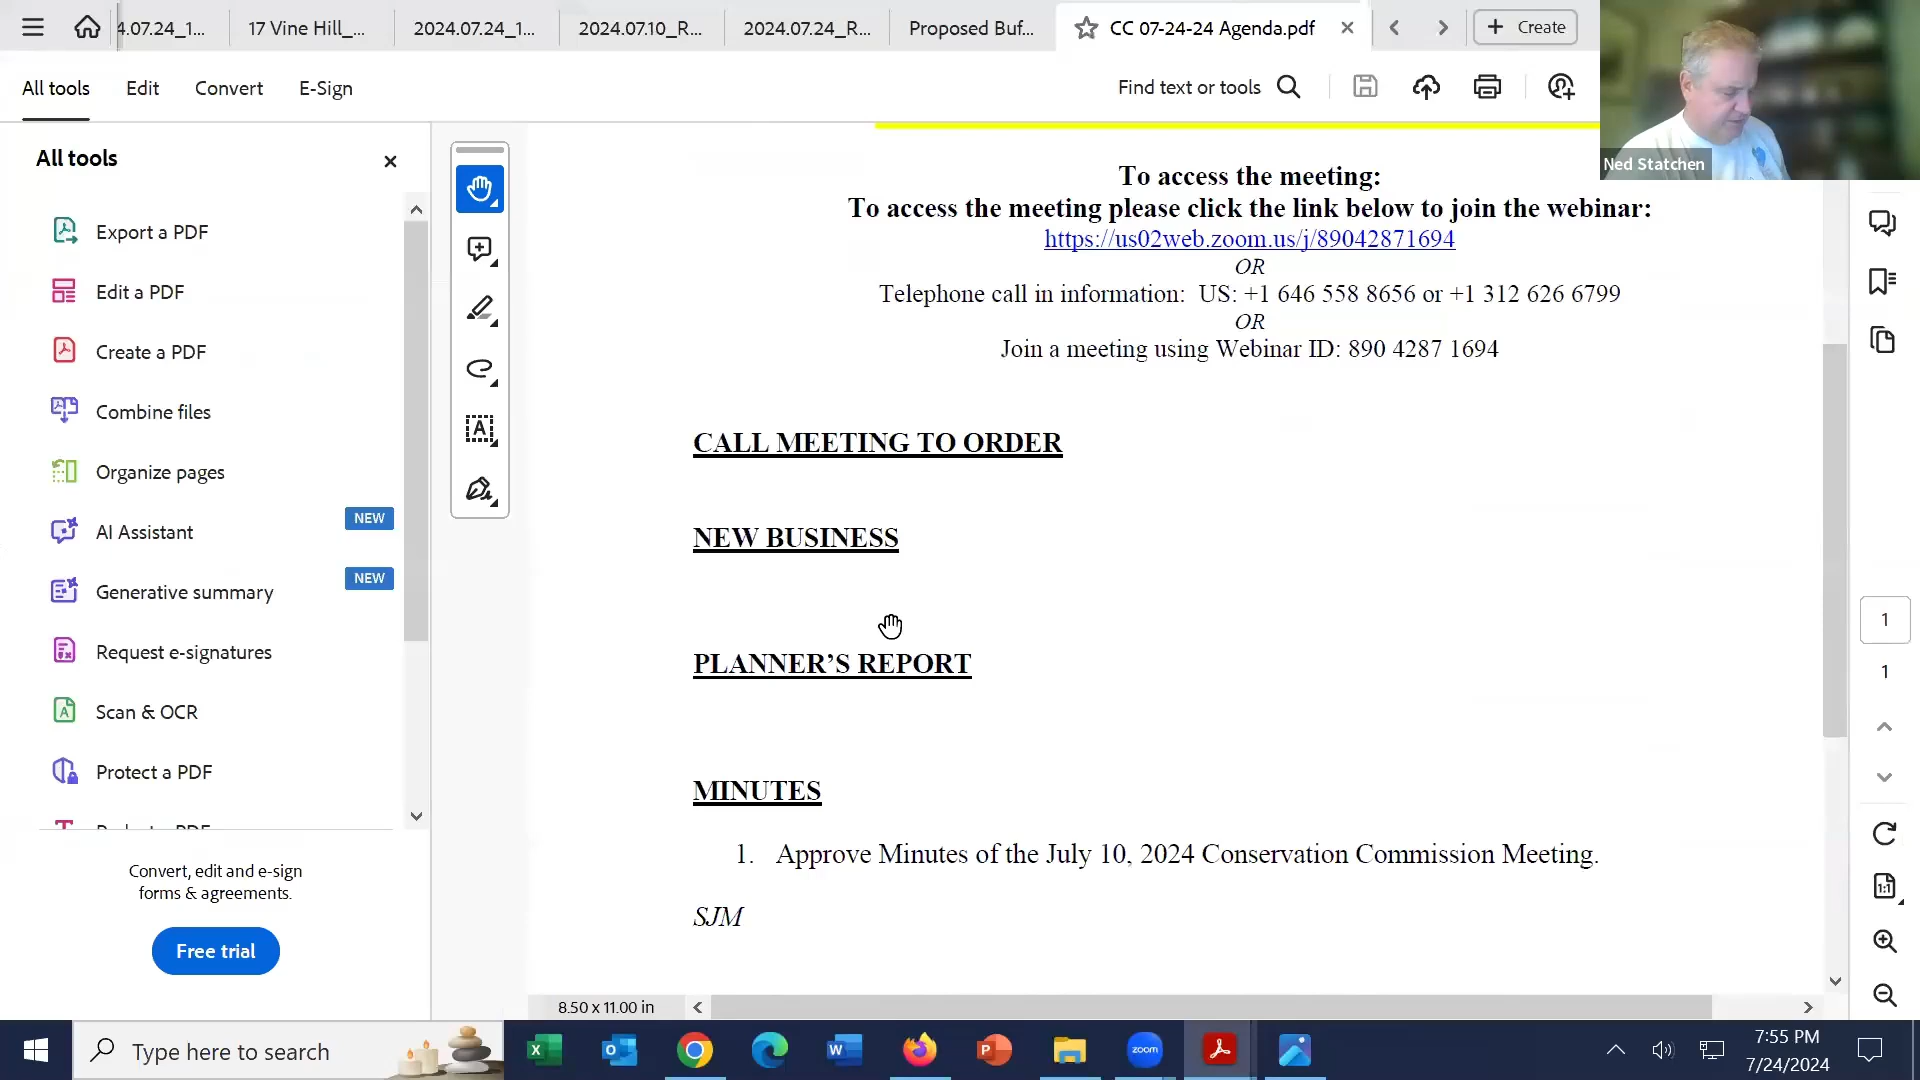 4.07.24_1...
17 Vine Hill_...
2024.07.24_1...
2024.07.10_R...
2024.07.24_R...
Proposed Buf...
CC 07-24-24 Agenda.pdf
Create
All tools
Edit
Convert
E-Sign
Find text or tools
Ned Statchen
All tools
Export a PDF
Edit a PDF
Create a PDF
Combine files
Organize pages
AI Assistant
NEW
Generative summary
NEW
Request e-signatures
Scan & OCR
Protect a PDF
Convert, edit and e-sign
forms & agreements.
Free trial
To access the meeting:
To access the meeting please click the link below to join the webinar:
https://us02web.zoom.us/j/89042871694
OR
Telephone call in information: US: +1 646 558 8656 or +1 312 626 6799
OR
Join a meeting using Webinar ID: 890 4287 1694
CALL MEETING TO ORDER
NEW BUSINESS
PLANNER’S REPORT
MINUTES
1. Approve Minutes of the July 10, 2024 Conservation Commission Meeting.
SJM
8.50 x 11.00 in
1
1
Type here to search
zoom
7:55 PM
7/24/2024